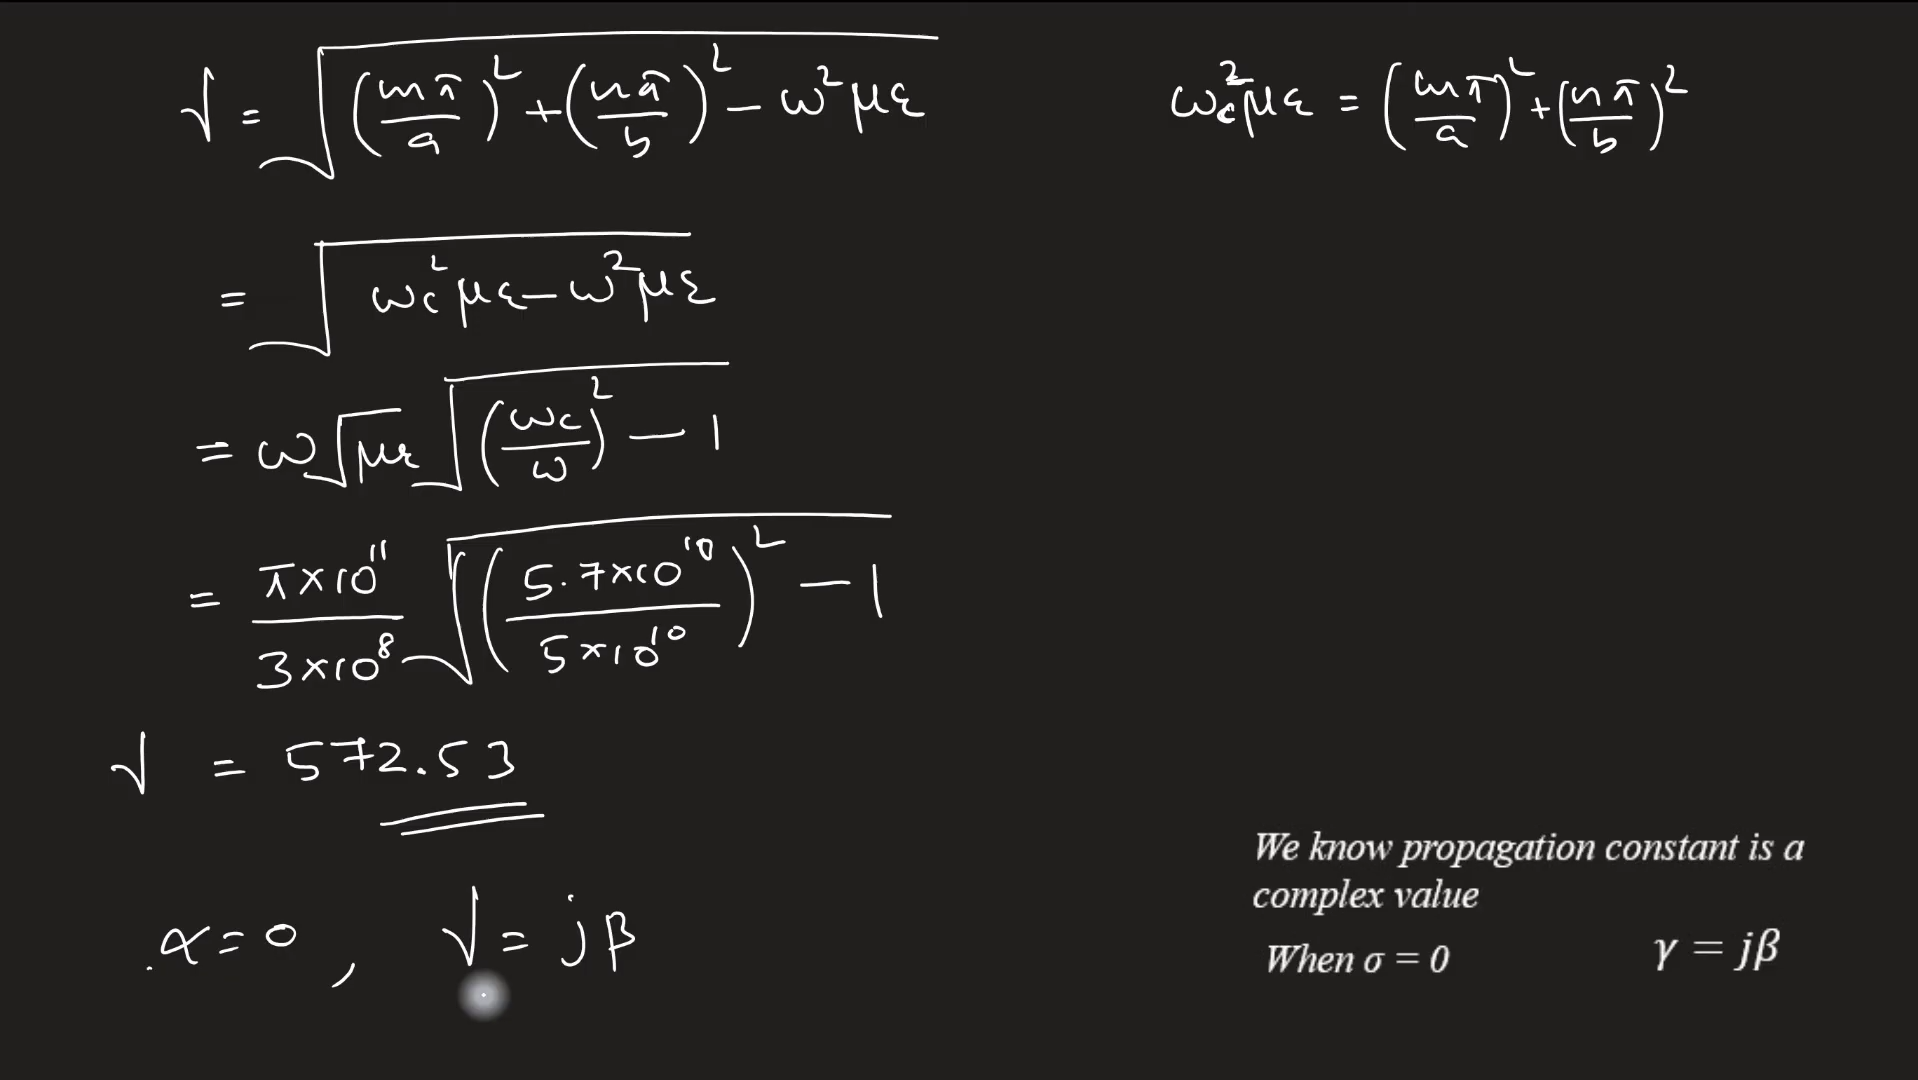 γ = √((mπ/a)² + (nπ/b)² − ω²με)
ωc²με = (mπ/a)² + (nπ/b)²
= √(ωc²με − ω²με)
= ω√με √((ωc/ω)² − 1)
= π×10¹¹/3×10⁸ √((5.7×10¹⁰/5×10¹⁰)² − 1)
γ = 572.53
α = 0, γ = jβ
We know propagation constant is a
complex value
When σ = 0 γ = jβ